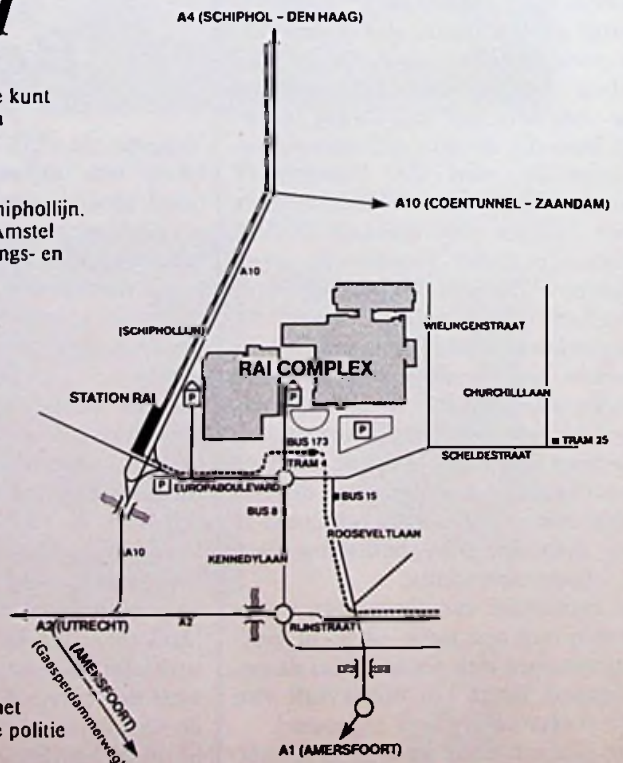 A4 (SCHIPHOL - DEN HAAG)
e kunt
hiphollijn.
Amstel
ngs- en
A10 (COENTUNNEL - ZAANDAM)
A10
(SCHIPHOLLIJN)
WIELINGENSTRAAT
RAI COMPLEX
STATION RAI
P
P
CHURCHILLLAAN
P
BUS 173
TRAM 25
TRAM 4
SCHELDESTRAAT
P
EUROPABOULEVARD
BUS 15
BUS 8
ROOSEVELTLAAN
A10
KENNEDYLAAN
A2 (UTRECHT)
A2
RIJNSTRAAT
(AMERSFOORT)
(Gaasperdammerweg)
net
e politie
A1 (AMERSFOORT)